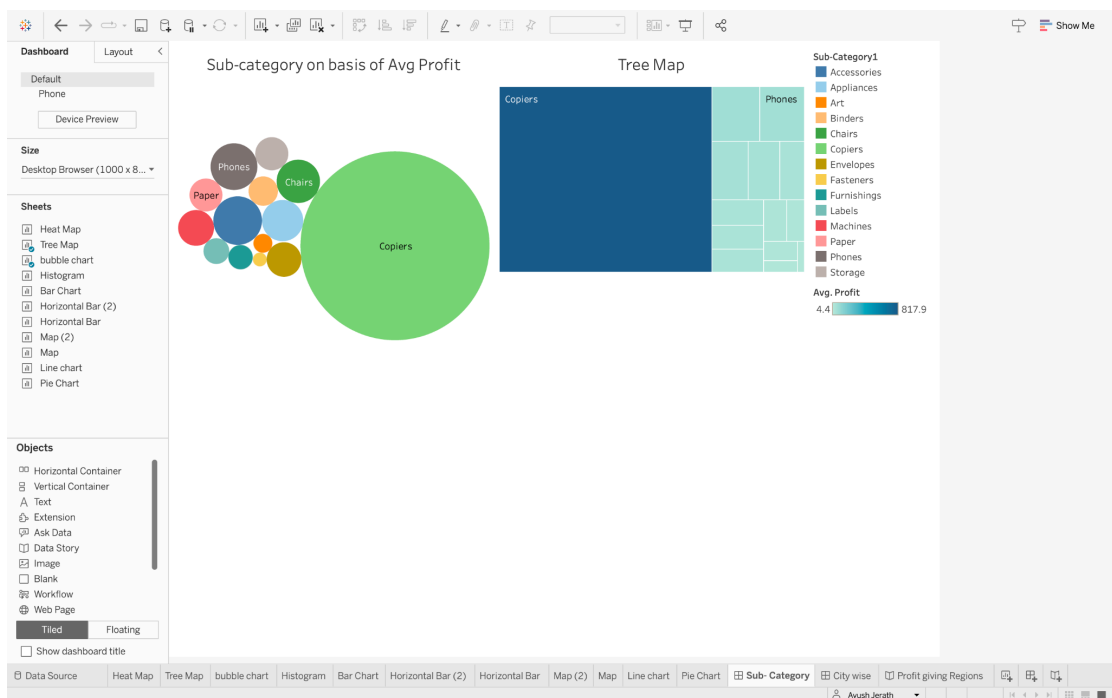 Show Me
Dashboard
Layout
Default
Phone
Device Preview
Size
Desktop Browser (1000 x 8...
Sheets
Heat Map
Tree Map
bubble chart
Histogram
Bar Chart
Horizontal Bar (2)
Horizontal Bar
Map (2)
Map
Line chart
Pie Chart
Objects
Horizontal Container
Vertical Container
A Text
Extension
Ask Data
Data Story
Image
Blank
Workflow
Web Page
Tiled
Floating
Show dashboard title
Sub-category on basis of Avg Profit
Phones
Chairs
Paper
Copiers
Tree Map
Copiers
Phones
Sub-Category1
Accessories
Appliances
Art
Binders
Chairs
Copiers
Envelopes
Fasteners
Furnishings
Labels
Machines
Paper
Phones
Storage
Avg. Profit
4.4 817.9
Data Source
Heat Map
Tree Map
bubble chart
Histogram
Bar Chart
Horizontal Bar (2)
Horizontal Bar
Map (2)
Map
Line chart
Pie Chart
Sub- Category
City wise
Profit giving Regions
Ayush Jerath